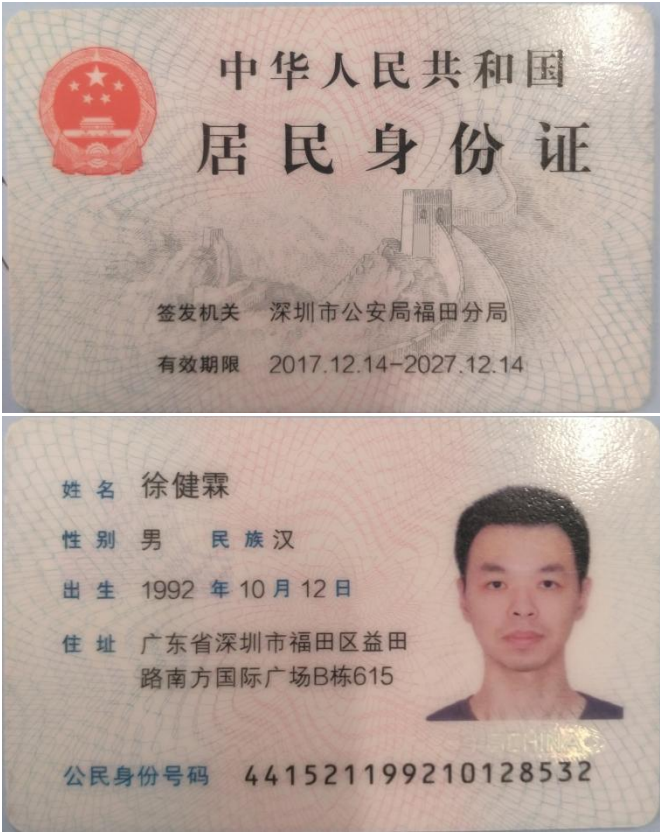 中华人民共和国
居民身份证
签发机关 深圳市公安局福田分局
有效期限 2017.12.14-2027.12.14
姓名 徐健霖
性别 男 民族 汉
出生 1992 年 10 月 12 日
住址 广东省深圳市福田区益田
路南方国际广场B栋615
公民身份号码 441521199210128532